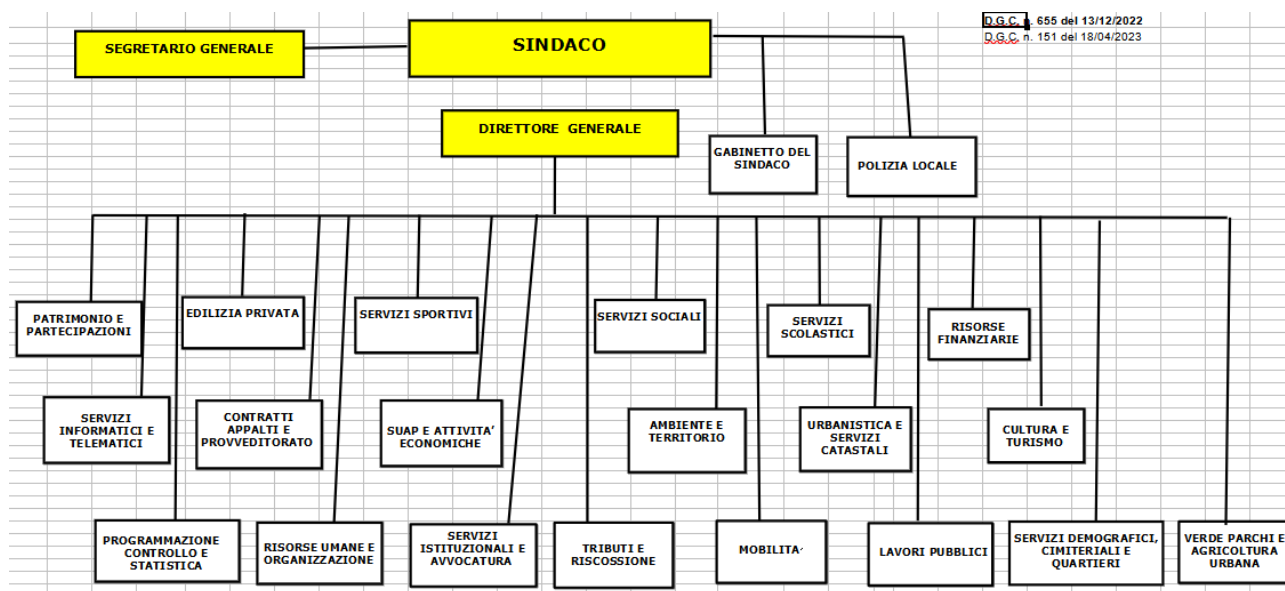 D.G.C. n. 655 del 13/12/2022
D.G.C. n. 151 del 18/04/2023
SEGRETARIO GENERALE
SINDACO
DIRETTORE GENERALE
GABINETTO DEL
SINDACO
POLIZIA LOCALE
PATRIMONIO E
PARTECIPAZIONI
EDILIZIA PRIVATA
SERVIZI SPORTIVI
SERVIZI SOCIALI
SERVIZI
SCOLASTICI
RISORSE
FINANZIARIE
SERVIZI
INFORMATICI E
TELEMATICI
CONTRATTI
APPALTI E
PROVVEDITORATO
SUAP E ATTIVITA’
ECONOMICHE
AMBIENTE E
TERRITORIO
URBANISTICA E
SERVIZI
CATASTALI
CULTURA E
TURISMO
PROGRAMMAZIONE
CONTROLLO E
STATISTICA
RISORSE UMANE E
ORGANIZZAZIONE
SERVIZI
ISTITUZIONALI E
AVVOCATURA
TRIBUTI E
RISCOSSIONE
MOBILITA’
LAVORI PUBBLICI
SERVIZI DEMOGRAFICI,
CIMITERIALI E
QUARTIERI
VERDE PARCHI E
AGRICOLTURA
URBANA